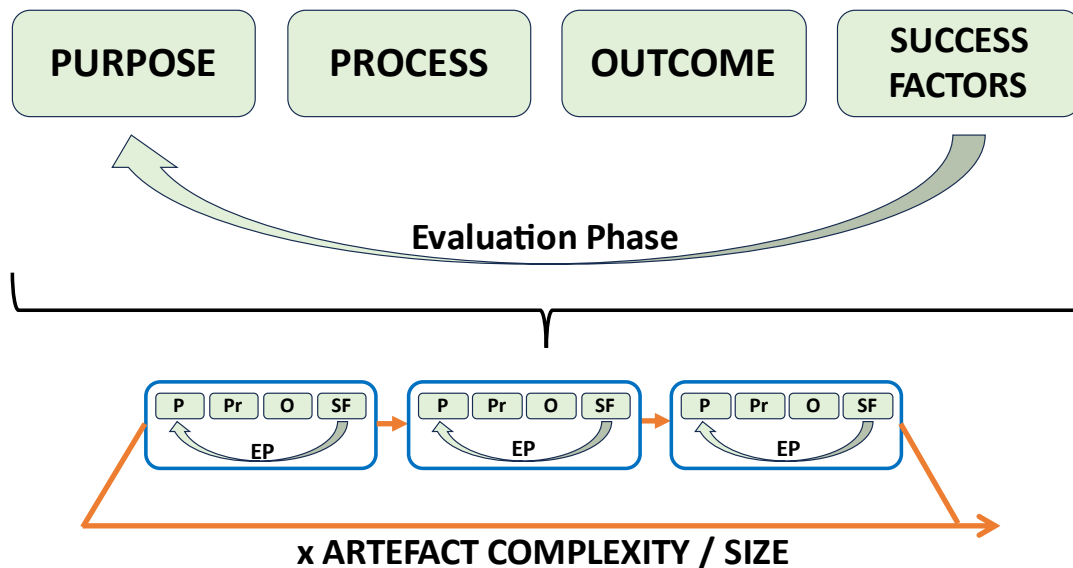 PURPOSE
PROCESS
OUTCOME
SUCCESS
FACTORS
Evaluation Phase
P Pr O SF
EP
P Pr O SF
EP
P Pr O SF
EP
x ARTEFACT COMPLEXITY / SIZE